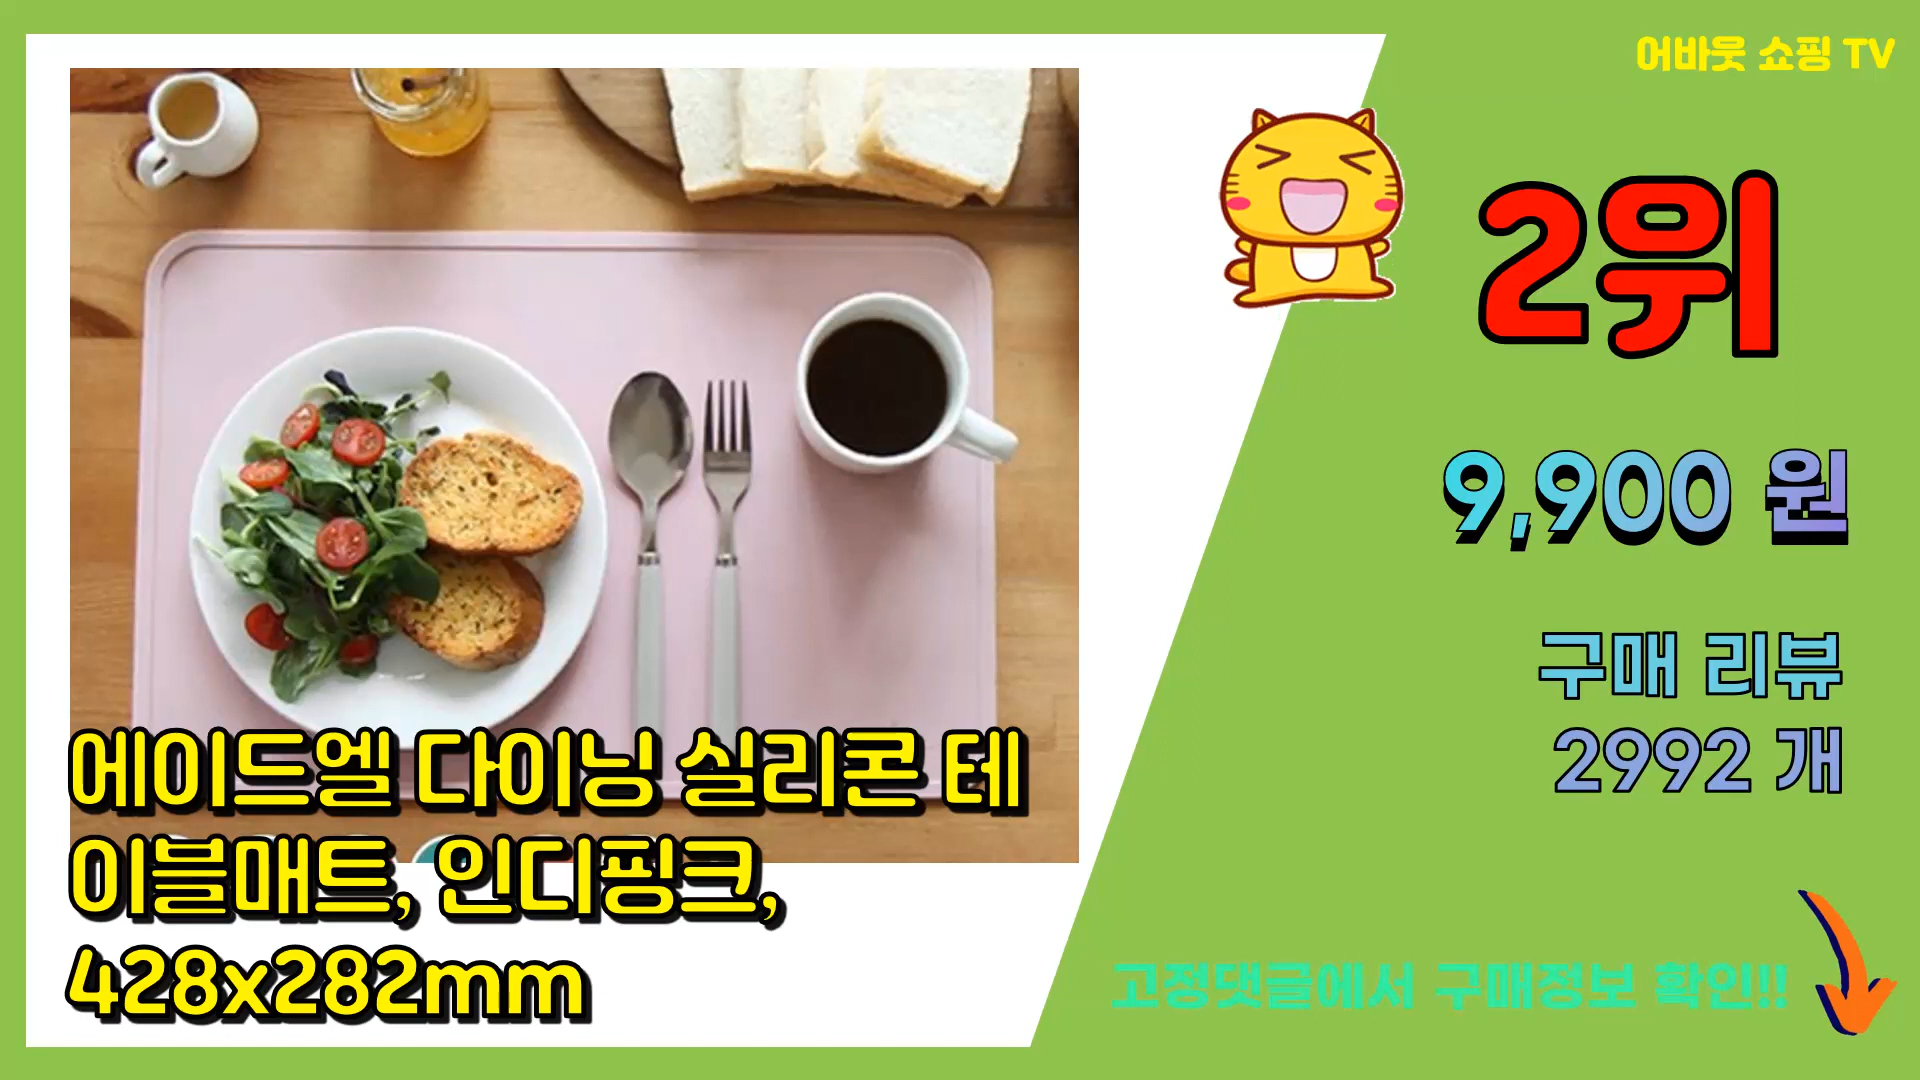 어바웃 쇼핑 TV
2위
9,900 원
구매 리뷰
2992 개
에이드엘 다이닝 실리콘 테
이블매트, 인디핑크,
428x282mm
고정댓글에서 구매정보 확인!!